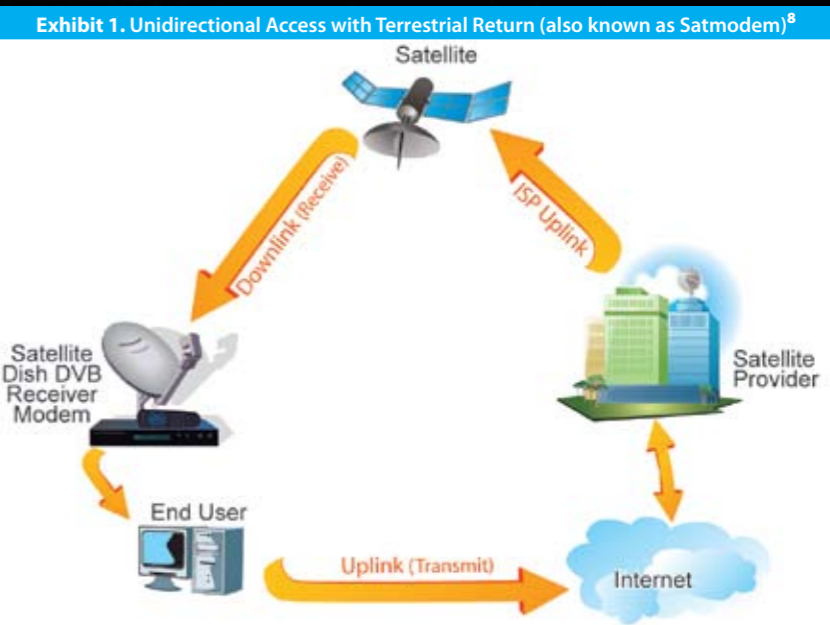 Exhibit 1. Unidirectional Access with Terrestrial Return (also known as Satmodem)⁸
Satellite
Downlink (Receive)
ISP Uplink
Satellite
Dish DVB
Receiver
Modem
Satellite
Provider
End User
Uplink (Transmit)
Internet